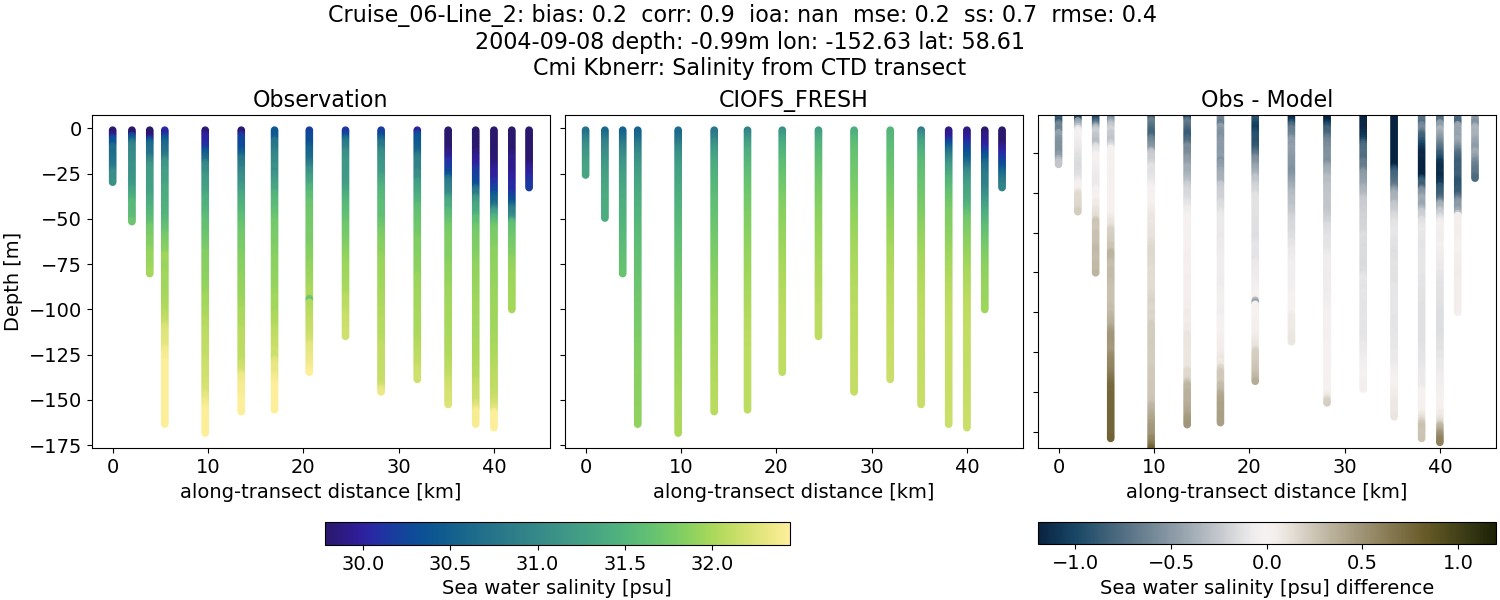 Cruise_06-Line_2: bias: 0.2  corr: 0.9  ioa: nan  mse: 0.2  ss: 0.7  rmse: 0.4
2004-09-08 depth: -0.99m lon: -152.63 lat: 58.61
Cmi Kbnerr: Salinity from CTD transect
Observation
CIOFS_FRESH
Obs - Model
Depth [m]
0
−25
−50
−75
−100
−125
−150
−175
0 10 20 30 40
0 10 20 30 40
0 10 20 30 40
along-transect distance [km]
along-transect distance [km]
along-transect distance [km]
30.0 30.5 31.0 31.5 32.0
Sea water salinity [psu]
−1.0 −0.5 0.0 0.5 1.0
Sea water salinity [psu] difference